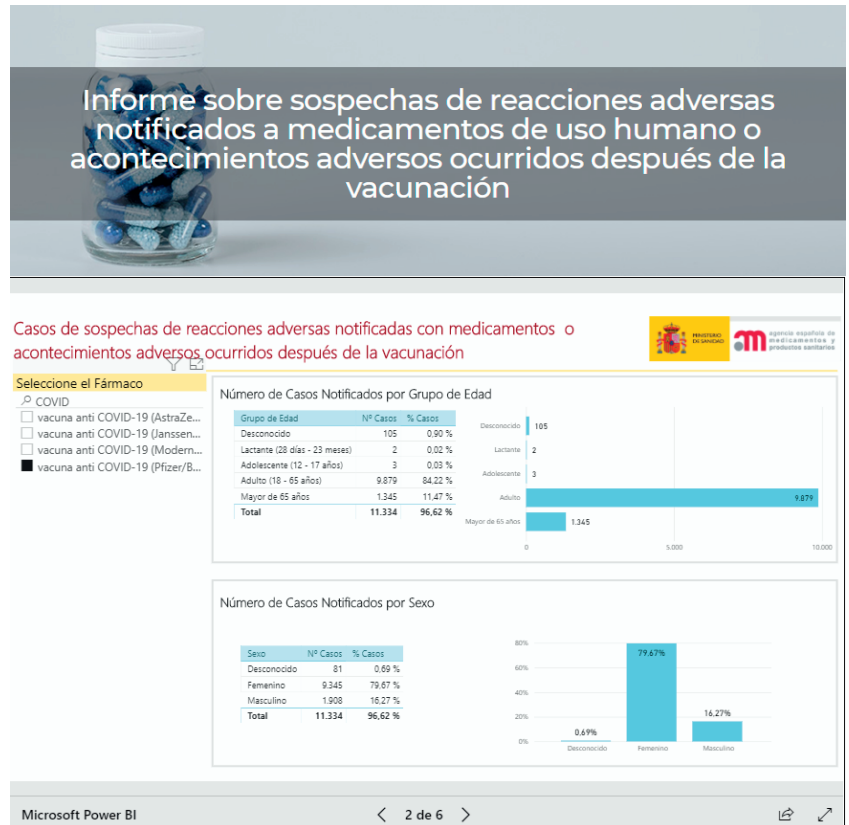 Informe sobre sospechas de reacciones adversas
notificados a medicamentos de uso humano o
acontecimientos adversos ocurridos después de la
vacunación
Casos de sospechas de reacciones adversas notificadas con medicamentos o
acontecimientos adversos ocurridos después de la vacunación
MINISTERIO
DE SANIDAD
agencia española de
medicamentos y
productos sanitarios
Seleccione el Fármaco
COVID
vacuna anti COVID-19 (AstraZe...
vacuna anti COVID-19 (Janssen...
vacuna anti COVID-19 (Modern...
vacuna anti COVID-19 (Pfizer/B...
Número de Casos Notificados por Grupo de Edad
Grupo de Edad Nº Casos % Casos
Desconocido 105 0,90 %
Lactante (28 días - 23 meses) 2 0,02 %
Adolescente (12 - 17 años) 3 0,03 %
Adulto (18 - 65 años) 9.879 84,22 %
Mayor de 65 años 1.345 11,47 %
Total 11.334 96,62 %
Desconocido 105
Lactante 2
Adolescente 3
Adulto 9.879
Mayor de 65 años 1.345
0 5.000 10.000
Número de Casos Notificados por Sexo
Sexo Nº Casos % Casos
Desconocido 81 0,69 %
Femenino 9.345 79,67 %
Masculino 1.908 16,27 %
Total 11.334 96,62 %
80%
60%
40%
20%
0%
0,69%
79,67%
16,27%
Desconocido Femenino Masculino
Microsoft Power BI
2 de 6